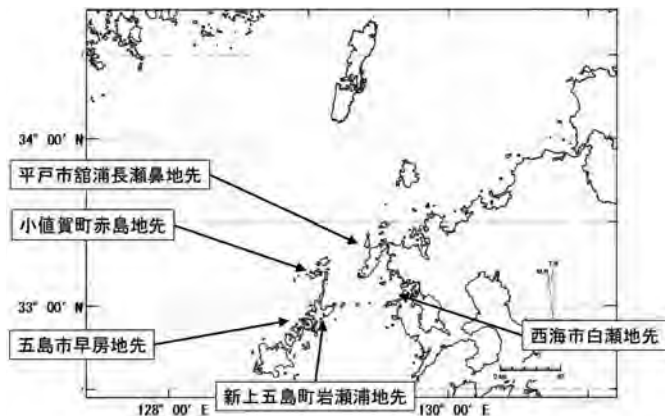 34° 00' N
平戸市舘浦長瀬鼻地先
小値賀町赤島地先
33° 00' N
五島市早房地先
西海市白瀬地先
新上五島町岩瀬浦地先
128° 00' E
130° 00' E